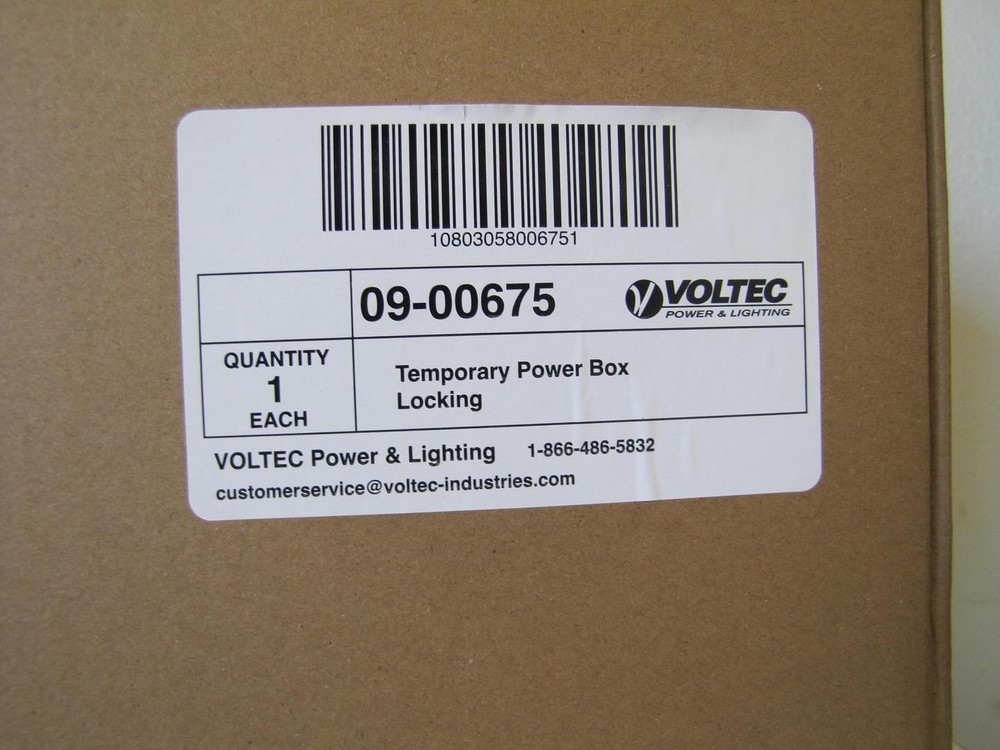 10803058006751
09-00675
VOLTEC
POWER & LIGHTING
QUANTITY
1
EACH
Temporary Power Box
Locking
VOLTEC Power & Lighting 1-866-486-5832
customerservice@voltec-industries.com